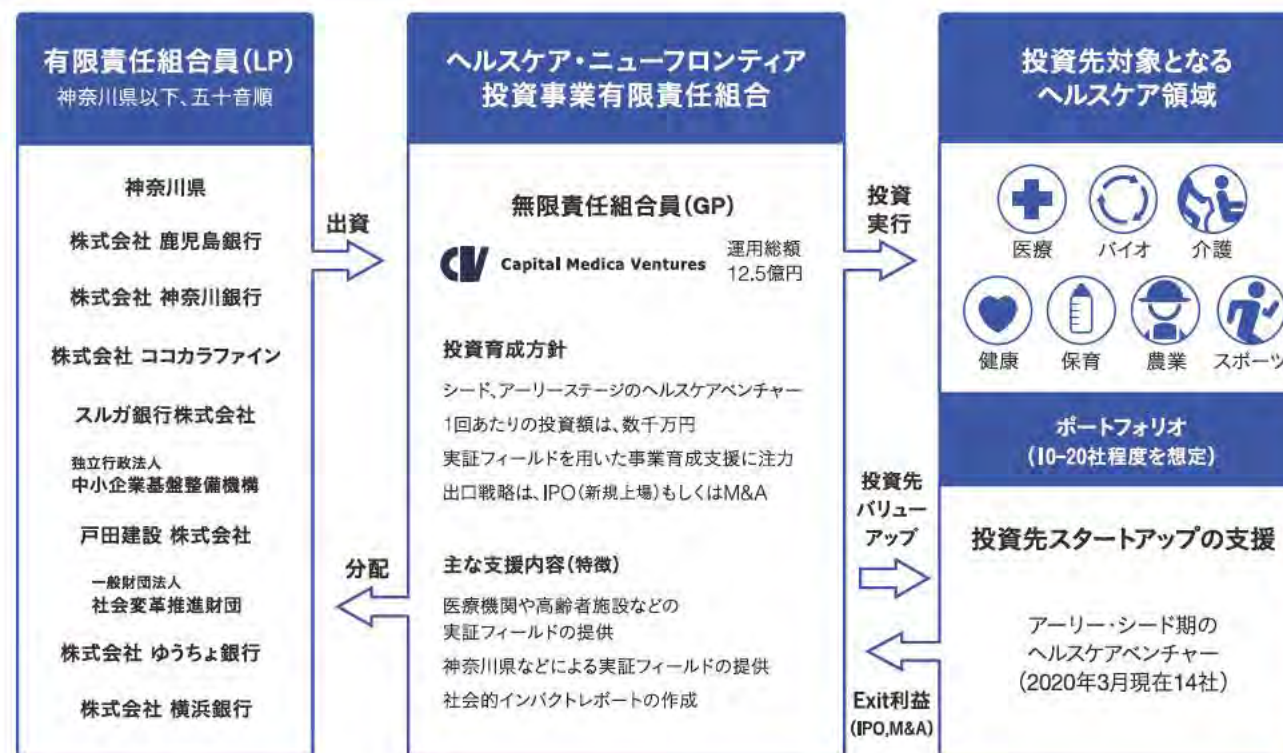 有限責任組合員(LP)
神奈川県以下、五十音順
神奈川県
株式会社 鹿児島銀行
株式会社 神奈川銀行
株式会社 ココカラファイン
スルガ銀行株式会社
独立行政法人
中小企業基盤整備機構
戸田建設 株式会社
一般財団法人
社会変革推進財団
株式会社 ゆうちょ銀行
株式会社 横浜銀行
出資
分配
ヘルスケア・ニューフロンティア
投資事業有限責任組合
無限責任組合員(GP)
CV Capital Medica Ventures
運用総額
12.5億円
投資育成方針
シード、アーリーステージのヘルスケアベンチャー
1回あたりの投資額は、数千万円
実証フィールドを用いた事業育成支援に注力
出口戦略は、IPO(新規上場)もしくはM&A
主な支援内容(特徴)
医療機関や高齢者施設などの
実証フィールドの提供
神奈川県などによる実証フィールドの提供
社会的インパクトレポートの作成
投資
実行
投資先
バリュー
アップ
Exit利益
(IPO,M&A)
投資先対象となる
ヘルスケア領域
医療 バイオ 介護
健康 保育 農業 スポーツ
ポートフォリオ
(10-20社程度を想定)
投資先スタートアップの支援
アーリー・シード期の
ヘルスケアベンチャー
(2020年3月現在14社)